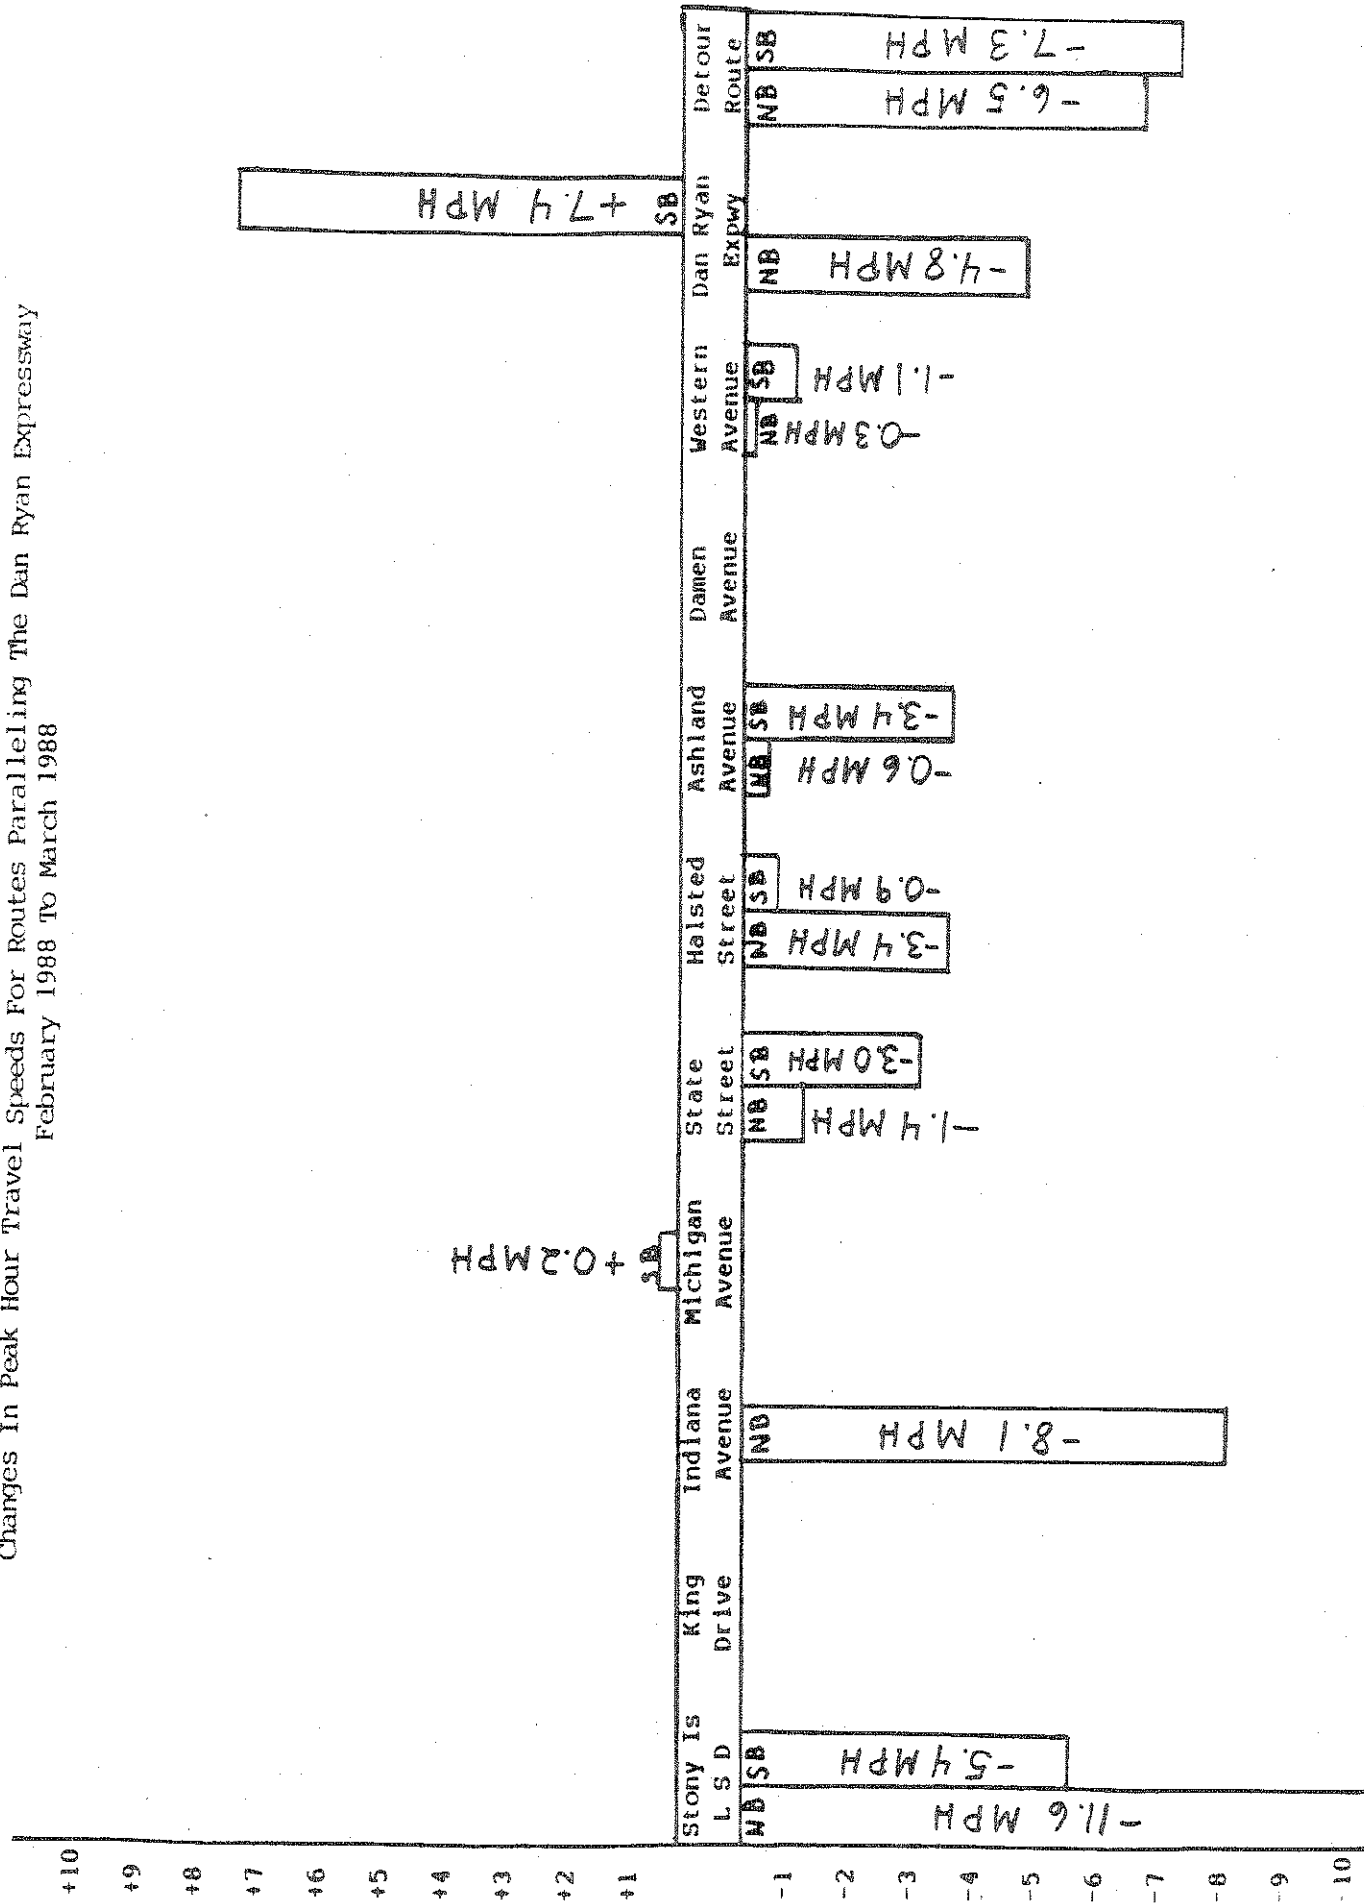 Changes In Peak Hour Travel Speeds For Routes Paralleling The Dan Ryan Expressway
February 1988 To March 1988
+10
+9
+8
+7
+6
+5
+4
+3
+2
+1
-1
-2
-3
-4
-5
-6
-7
-8
-9
-10
Stony Is
L S D
NB
-11.6 MPH
SB
-5.4 MPH
King
Drive
Indiana
Avenue
NB
-8.1 MPH
Michigan
Avenue
SB
+0.2 MPH
State
Street
NB
-1.4 MPH
SB
-3.0 MPH
Halsted
Street
NB
-3.4 MPH
SB
-0.9 MPH
Ashland
Avenue
NB
-0.6 MPH
SB
-3.4 MPH
Damen
Avenue
Western
Avenue
NB
-0.3 MPH
SB
-1.1 MPH
Dan Ryan
Expwy
NB
-4.8 MPH
SB
+7.4 MPH
Detour
Route
NB
-6.5 MPH
SB
-7.3 MPH